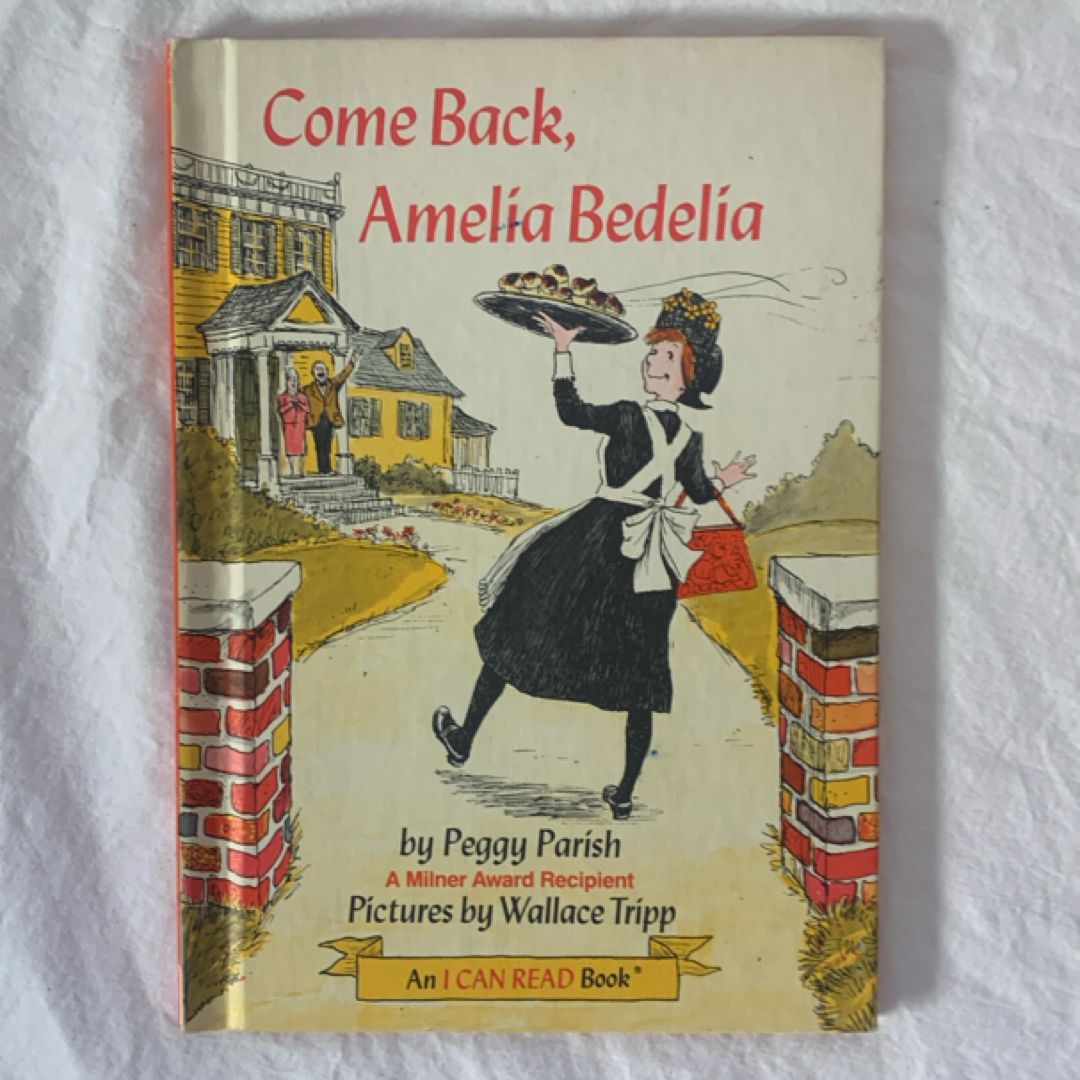 Come Back,
Amelia Bedelia
by Peggy Parish
A Milner Award Recipient
Pictures by Wallace Tripp
An I CAN READ Book®